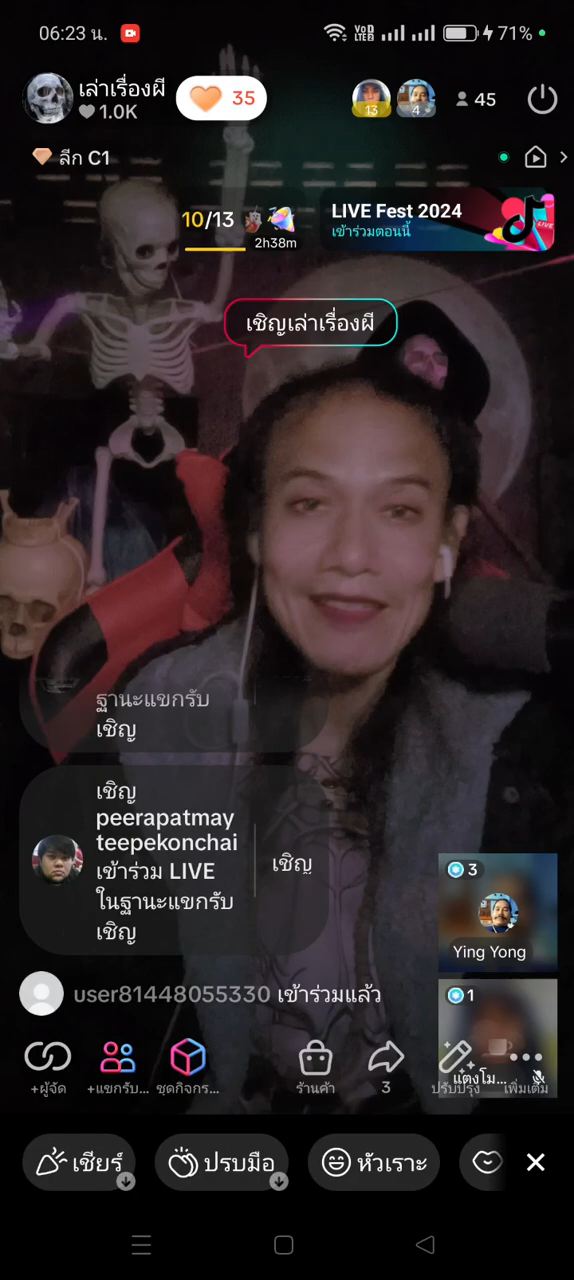 06:23 น.
VoD
LTE2
71%
เล่าเรื่องผี
1.0K
35
13
4
45
ลีก C1
10/13
2h38m
LIVE Fest 2024
เข้าร่วมตอนนี้
LIVE
เชิญเล่าเรื่องผี
ฐานะแขกรับ
เชิญ
เชิญ
peerapatmay
teepekonchai
เข้าร่วม LIVE
ในฐานะแขกรับ
เชิญ
เชิญ
3
Ying Yong
user81448055330 เข้าร่วมแล้ว
1
แตงโม...
+ผู้จัด
+แขกรับ...
ชุดกิจกร...
ร้านค้า
3
ปรับปรุง
เพิ่มเติม
เชียร์
ปรบมือ
หัวเราะ